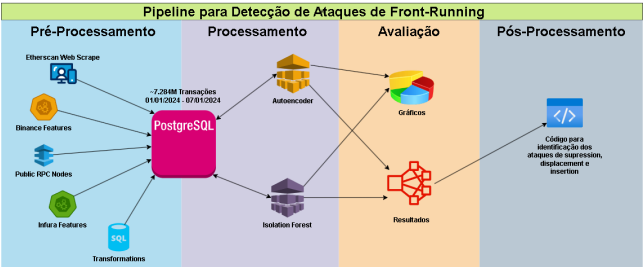 Pipeline para Detecção de Ataques de Front-Running
Pré-Processamento
Processamento
Avaliação
Pós-Processamento
Etherscan Web Scrape
~7.284M Transações
01/01/2024 - 07/01/2024
Binance Features
PostgreSQL
Public RPC Nodes
Infura Features
SQL
Transformations
Autoencoder
Isolation Forest
Gráficos
Resultados
Código para
identificação dos
ataques de supression,
displacement e
insertion